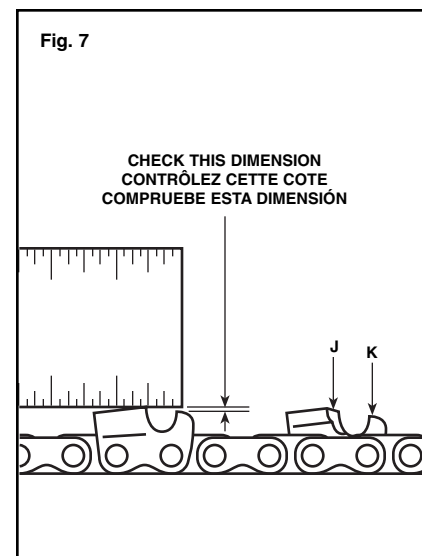 Fig. 7
CHECK THIS DIMENSION
CONTRÔLEZ CETTE COTE
COMPRUEBE ESTA DIMENSIÓN
J
K